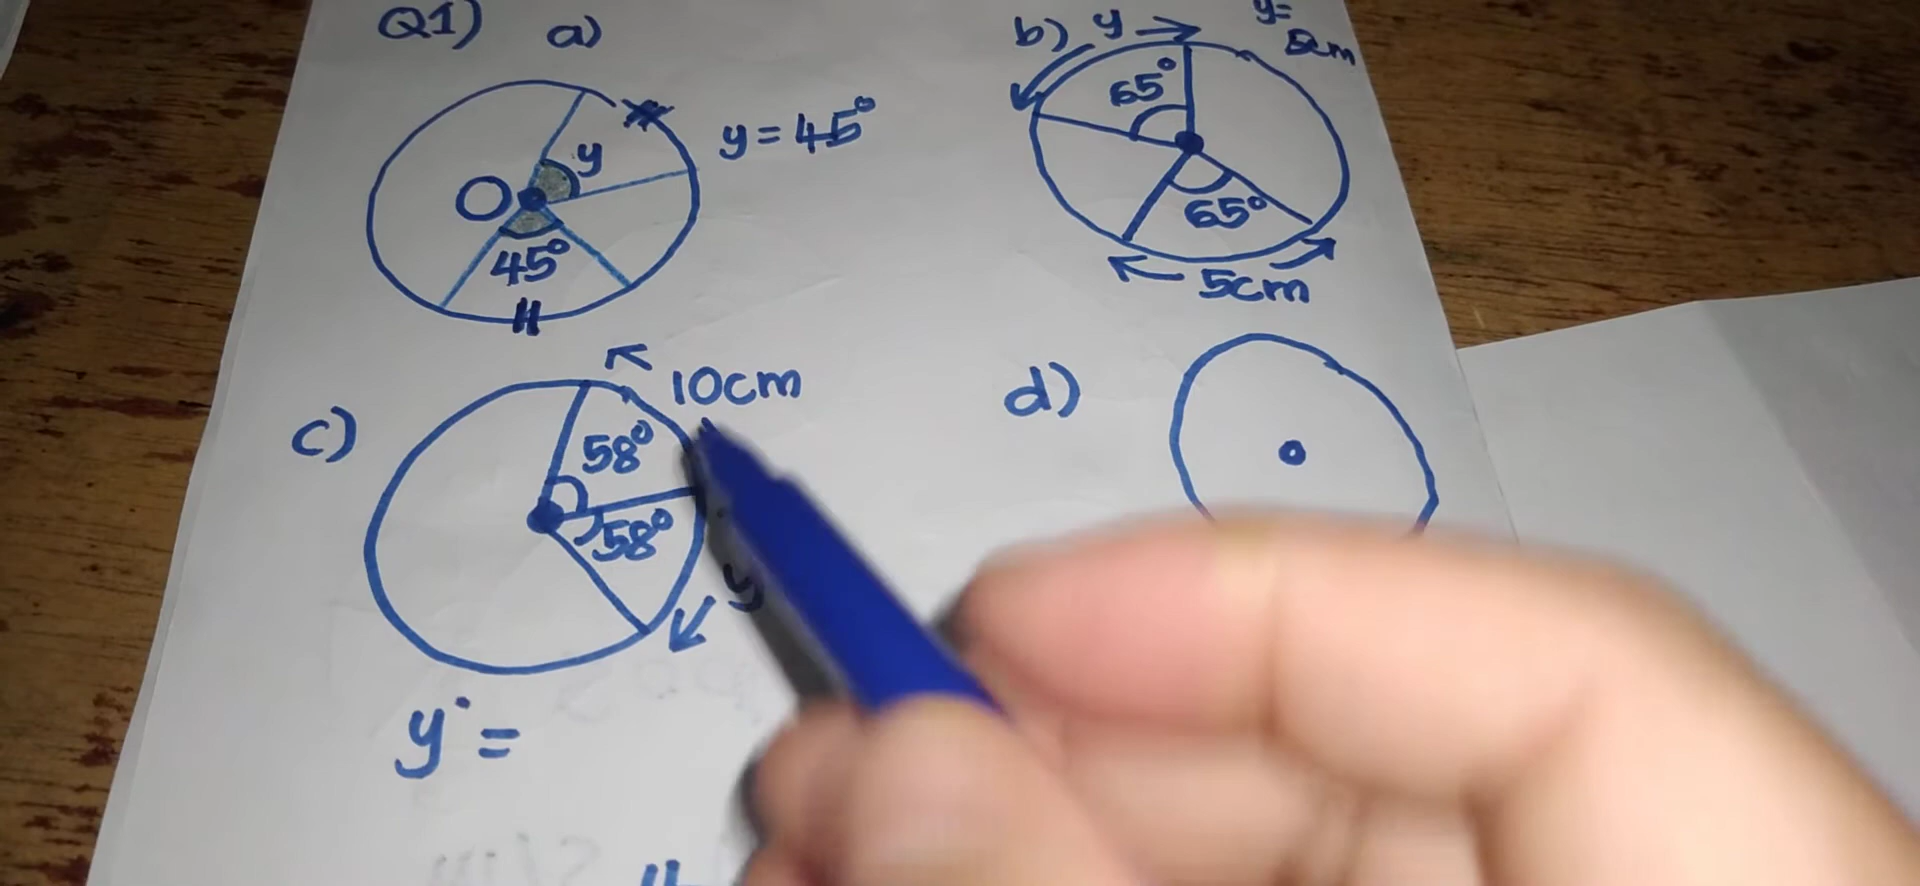 Q1) a)
O
y
45°
y = 45°
b) y
65°
65°
5cm
y=
5cm
c)
10cm
58°
58°
y
y =
d)